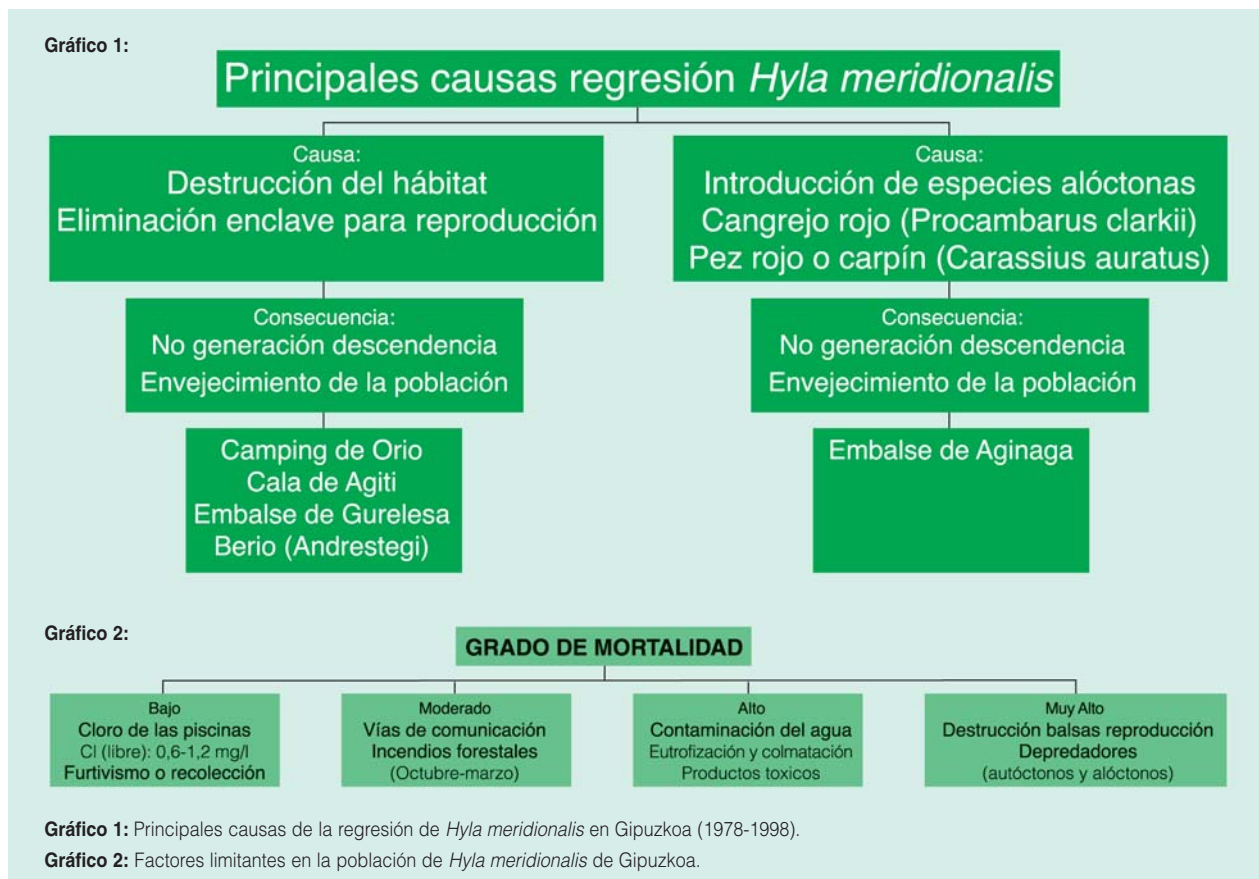 Gráfico 1:
Principales causas regresión Hyla meridionalis
Causa:
Destrucción del hábitat
Eliminación enclave para reproducción
Consecuencia:
No generación descendencia
Envejecimiento de la población
Camping de Orio
Cala de Agiti
Embalse de Gurelesa
Berio (Andrestegi)
Causa:
Introducción de especies alóctonas
Cangrejo rojo (Procambarus clarkii)
Pez rojo o carpín (Carassius auratus)
Consecuencia:
No generación descendencia
Envejecimiento de la población
Embalse de Aginaga
Gráfico 2:
GRADO DE MORTALIDAD
Bajo
Cloro de las piscinas
Cl (libre): 0,6-1,2 mg/l
Furtivismo o recolección
Moderado
Vías de comunicación
Incendios forestales
(Octubre-marzo)
Alto
Contaminación del agua
Eutrofización y colmatación
Productos toxicos
Muy Alto
Destrucción balsas reproducción
Depredadores
(autóctonos y alóctonos)
Gráfico 1: Principales causas de la regresión de Hyla meridionalis en Gipuzkoa (1978-1998).
Gráfico 2: Factores limitantes en la población de Hyla meridionalis de Gipuzkoa.